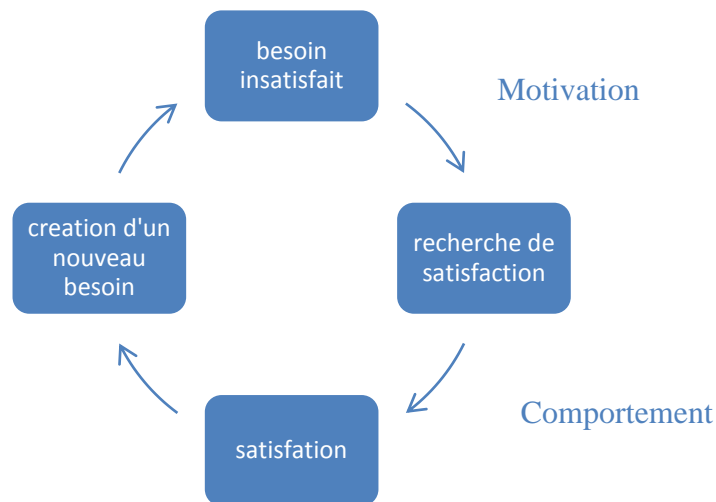 besoin
insatisfait
Motivation
creation d'un
nouveau
besoin
recherche de
satisfaction
Comportement
satisfation